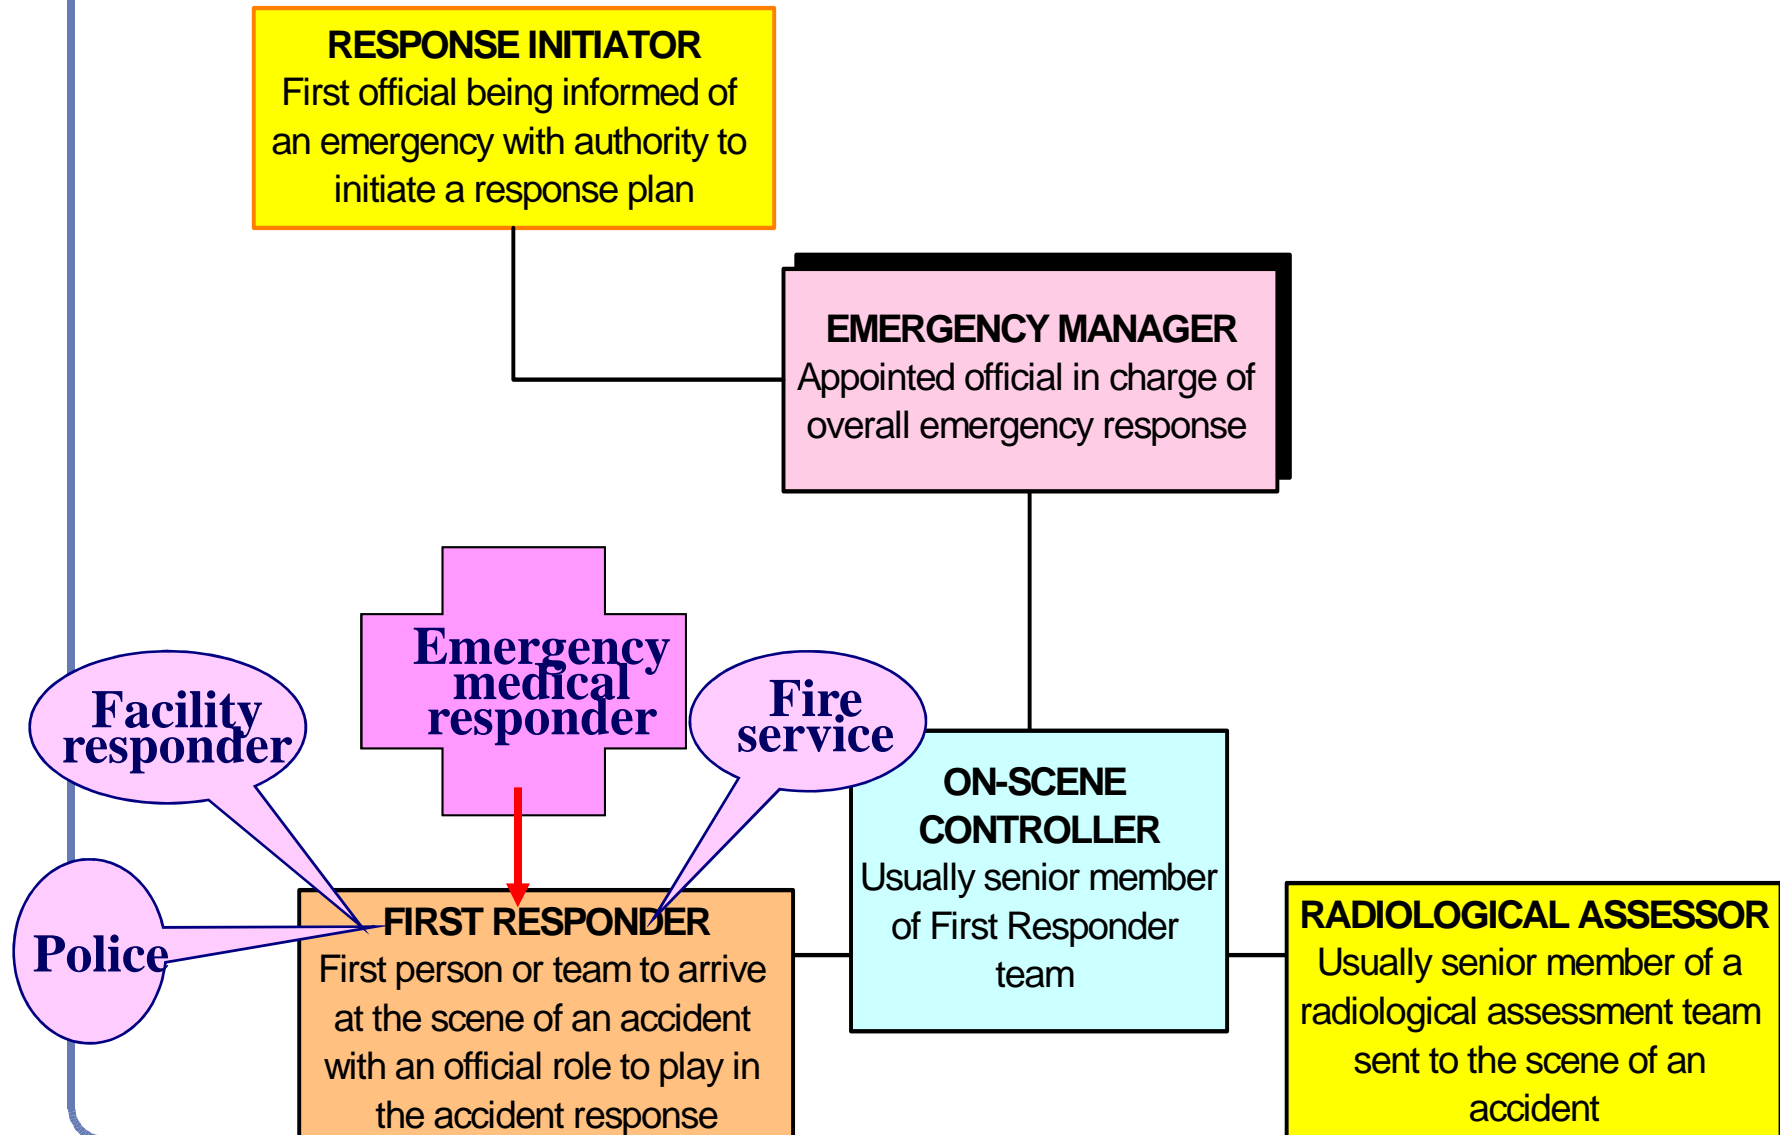 RESPONSE INITIATOR
First official being informed of
an emergency with authority to
initiate a response plan
EMERGENCY MANAGER
Appointed official in charge of
overall emergency response
Emergency
medical
responder
Facility
responder
Fire
service
Police
ON-SCENE
CONTROLLER
Usually senior member
of First Responder
team
FIRST RESPONDER
First person or team to arrive
at the scene of an accident
with an official role to play in
the accident response
RADIOLOGICAL ASSESSOR
Usually senior member of a
radiological assessment team
sent to the scene of an
accident